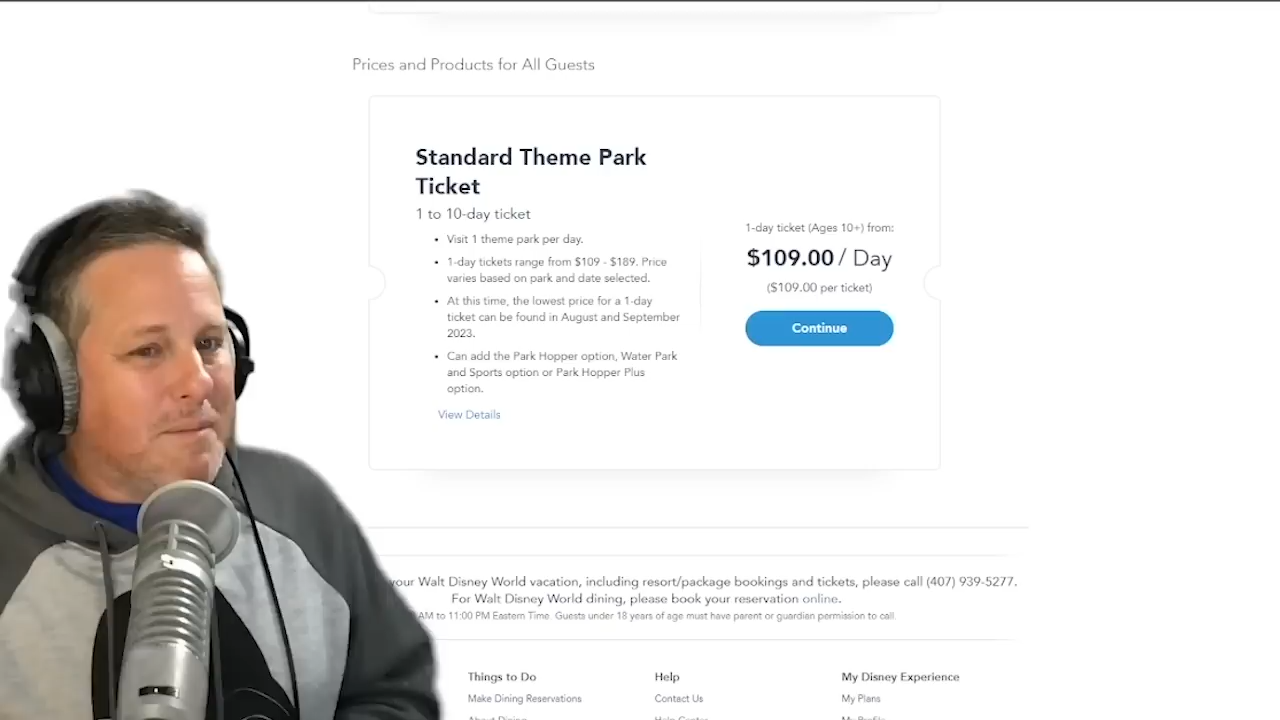 Prices and Products for All Guests
Standard Theme Park
Ticket
1 to 10-day ticket
Visit 1 theme park per day.
1-day tickets range from $109 - $189. Price
varies based on park and date selected.
At this time, the lowest price for a 1-day
ticket can be found in August and September
2023.
Can add the Park Hopper option, Water Park
and Sports option or Park Hopper Plus
option.
View Details
1-day ticket (Ages 10+) from:
$109.00 / Day
($109.00 per ticket)
Continue
your Walt Disney World vacation, including resort/package bookings and tickets, please call (407) 939-5277.
For Walt Disney World dining, please book your reservation online.
AM to 11:00 PM Eastern Time. Guests under 18 years of age must have parent or guardian permission to call.
Things to Do
Make Dining Reservations
Help
Contact Us
My Disney Experience
My Plans